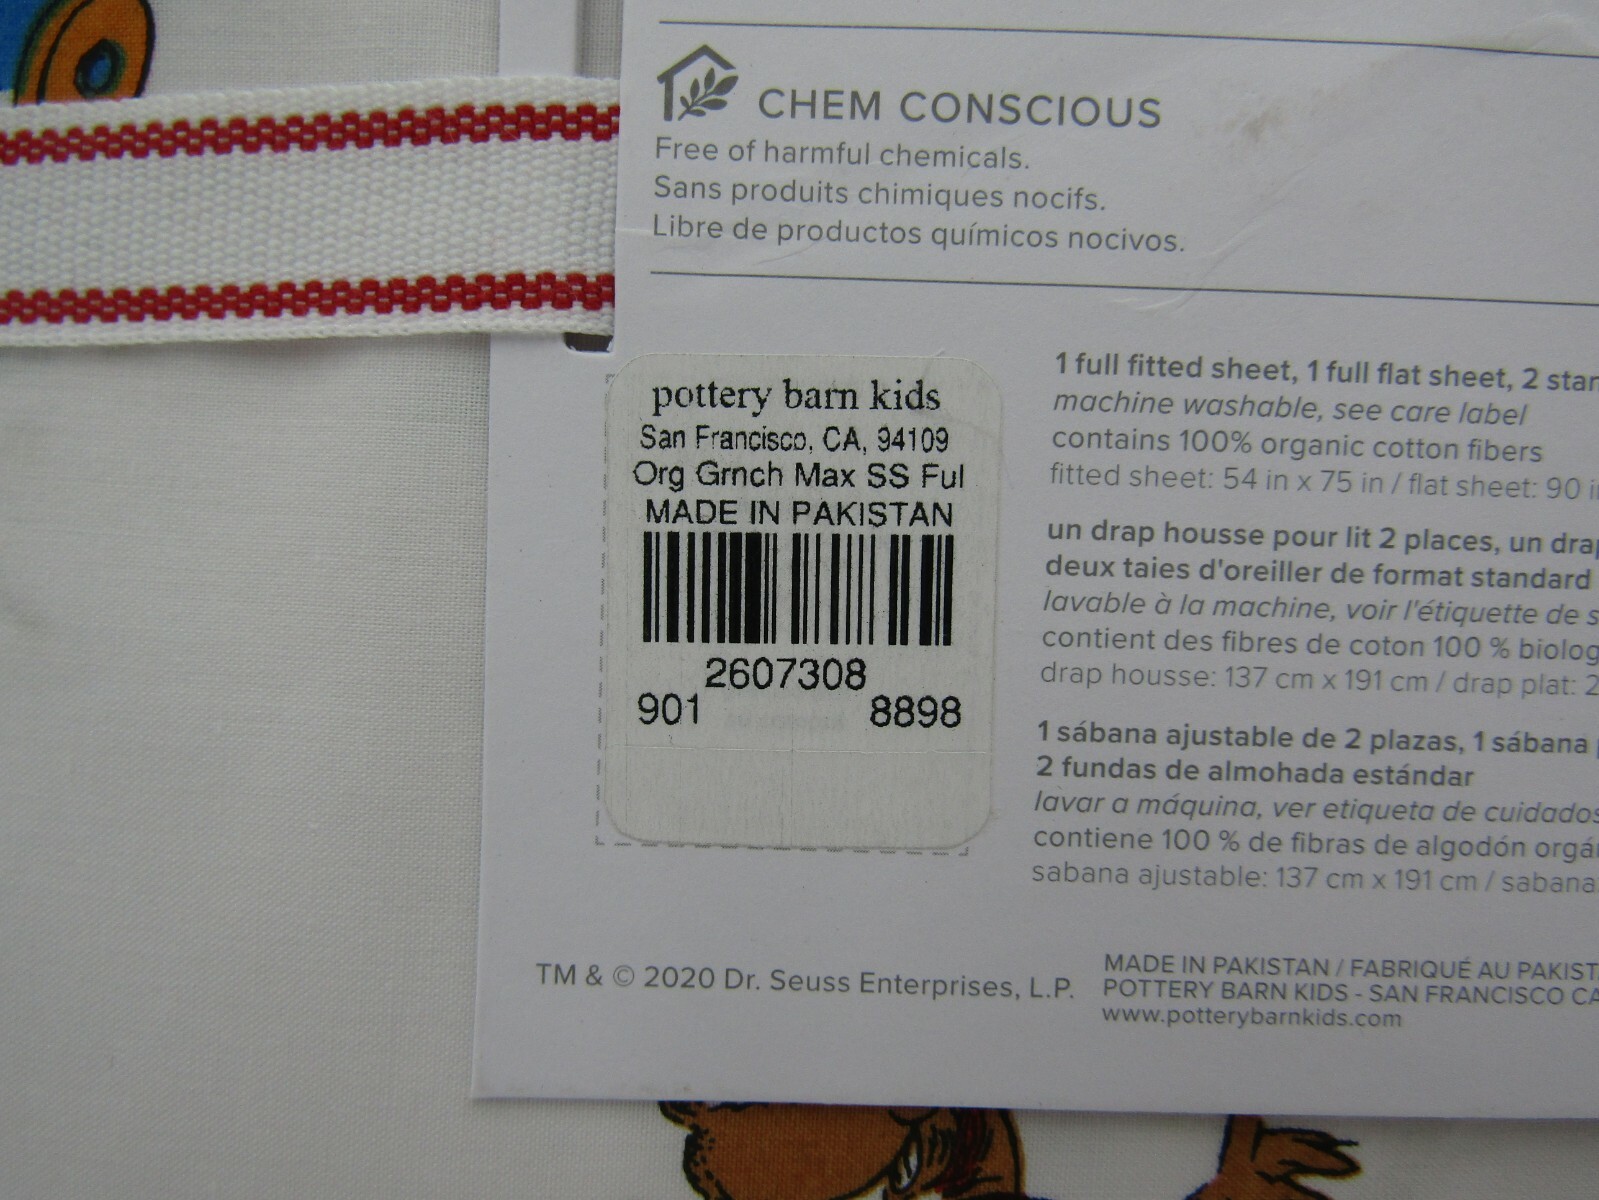 CHEM CONSCIOUS
Free of harmful chemicals.
Sans produits chimiques nocifs.
Libre de productos químicos nocivos.
pottery barn kids
San Francisco, CA, 94109
Org Grnch Max SS Ful
MADE IN PAKISTAN
2607308
901 8898
1 full fitted sheet, 1 full flat sheet, 2
machine washable, see care label
contains 100% organic cotton fibers
fitted sheet: 54 in x 75 in / flat sheet: 90
un drap housse pour lit 2 places, un
deux taies d'oreiller de format standard
lavable à la machine, voir l'étiquette de
contient des fibres de coton 100 %
drap housse: 137 cm x 191 cm / drap plat:
1 sábana ajustable de 2 plazas, 1 sábana
2 fundas de almohada estándar
lavar a máquina, ver etiqueta de cuidados
contiene 100 % de fibras de algodón
sabana ajustable: 137 cm x 191 cm / sabana
TM & © 2020 Dr. Seuss Enterprises, L.P.
MADE IN PAKISTAN / FABRIQUÉ AU
POTTERY BARN KIDS - SAN FRANCISCO CA
www.potterybarnkids.com